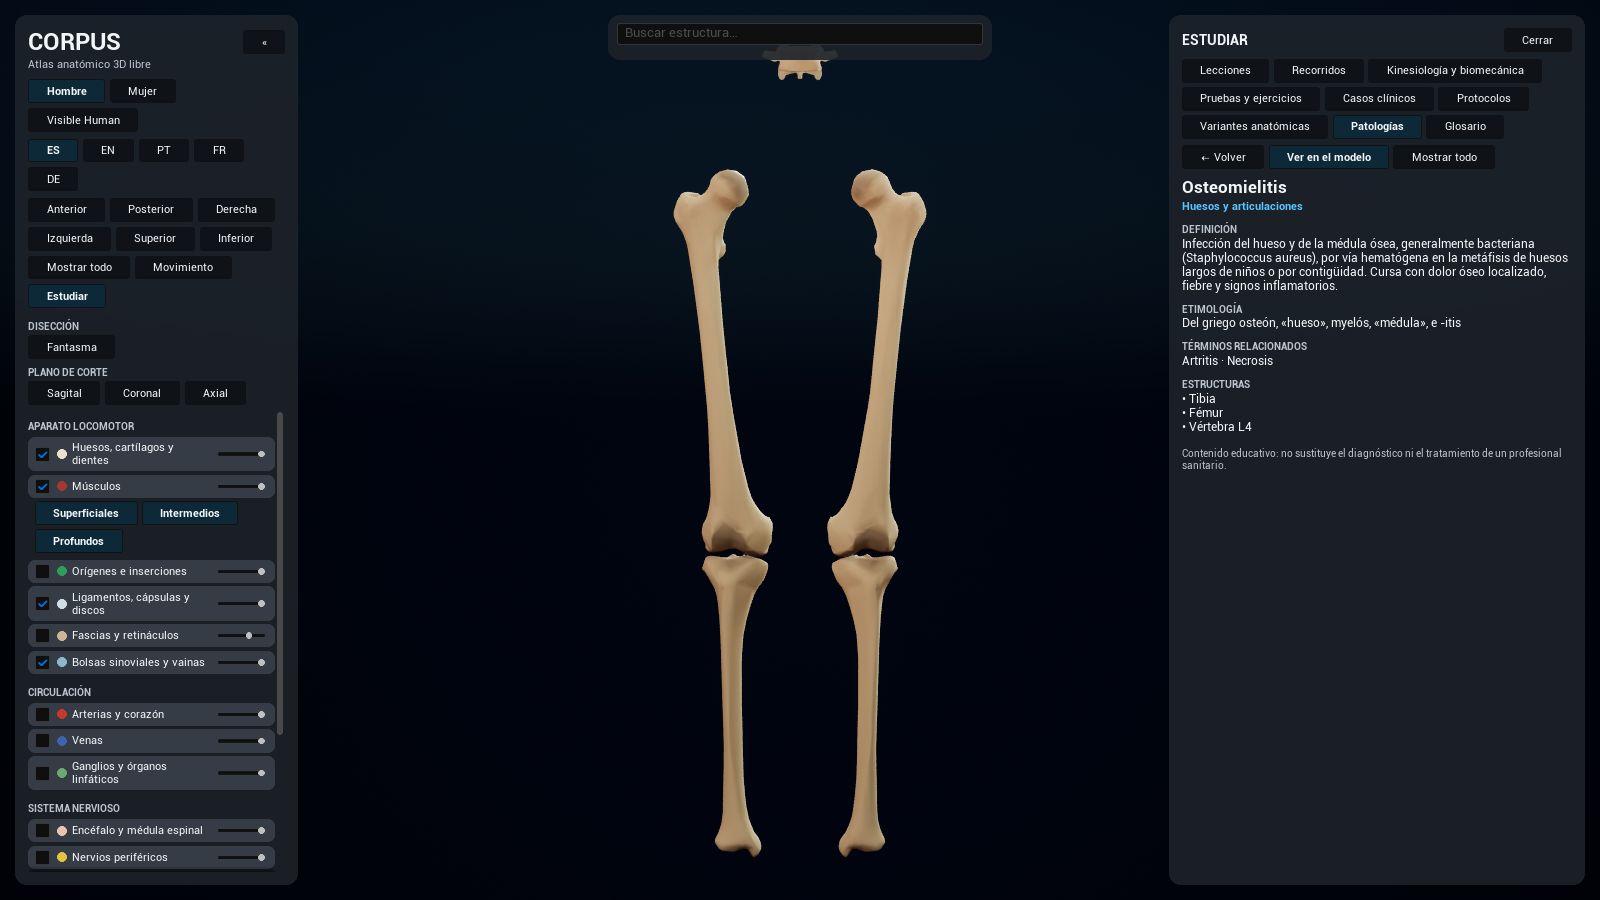 CORPUS
«
Atlas anatómico 3D libre
Hombre
Mujer
Visible Human
ES
EN
PT
FR
DE
Anterior
Posterior
Derecha
Izquierda
Superior
Inferior
Mostrar todo
Movimiento
Estudiar
DISECCIÓN
Fantasma
PLANO DE CORTE
Sagital
Coronal
Axial
APARATO LOCOMOTOR
Huesos, cartílagos y
dientes
Músculos
Superficiales
Intermedios
Profundos
Orígenes e inserciones
Ligamentos, cápsulas y
discos
Fascias y retináculos
Bolsas sinoviales y vainas
CIRCULACIÓN
Arterias y corazón
Venas
Ganglios y órganos
linfáticos
SISTEMA NERVIOSO
Encéfalo y médula espinal
Nervios periféricos
Buscar estructura...
ESTUDIAR
Cerrar
Lecciones
Recorridos
Kinesiología y biomecánica
Pruebas y ejercicios
Casos clínicos
Protocolos
Variantes anatómicas
Patologías
Glosario
← Volver
Ver en el modelo
Mostrar todo
Osteomielitis
Huesos y articulaciones
DEFINICIÓN
Infección del hueso y de la médula ósea, generalmente bacteriana
(Staphylococcus aureus), por vía hematógena en la metáfisis de huesos
largos de niños o por contigüidad. Cursa con dolor óseo localizado,
fiebre y signos inflamatorios.
ETIMOLOGÍA
Del griego osteón, «hueso», myelós, «médula», e -itis
TÉRMINOS RELACIONADOS
Artritis · Necrosis
ESTRUCTURAS
• Tibia
• Fémur
• Vértebra L4
Contenido educativo: no sustituye el diagnóstico ni el tratamiento de un profesional
sanitario.